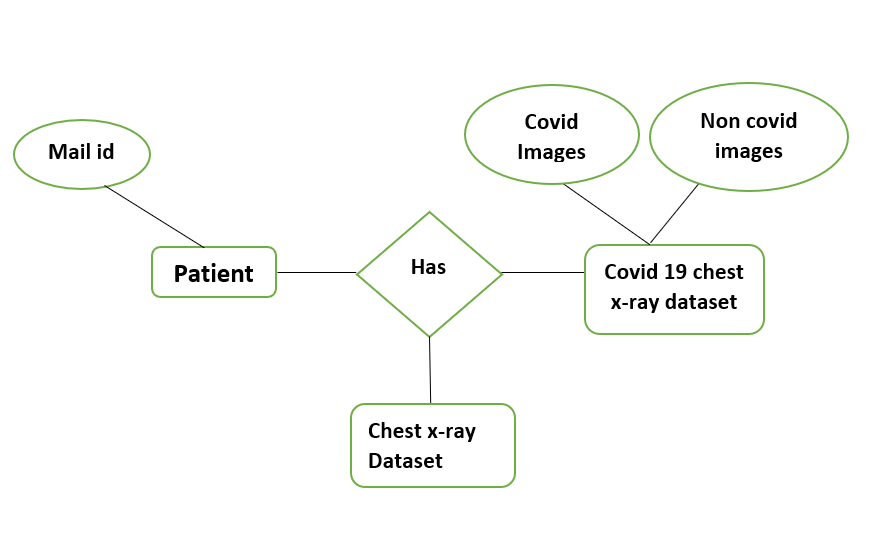 Covid
Images
Non covid
images
Mail id
Patient
Has
Covid 19 chest
x-ray dataset
Chest x-ray
Dataset